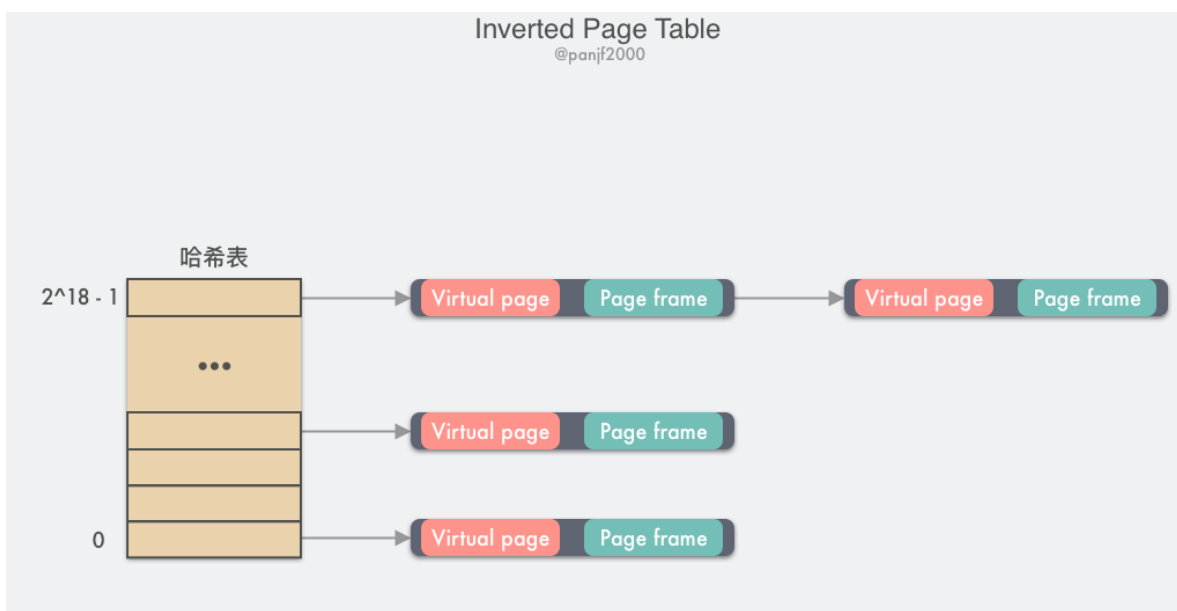 Inverted Page Table
@panjf2000
哈希表
2^18 - 1
Virtual page Page frame Virtual page Page frame
•••
Virtual page Page frame
0
Virtual page Page frame